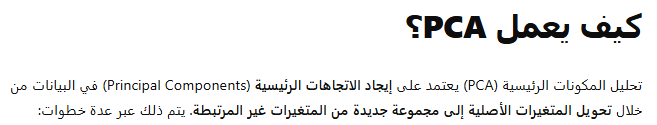 كيف يعمل PCA؟
تحليل المكونات الرئيسية (PCA) يعتمد على إيجاد الاتجاهات الرئيسية (Principal Components) في البيانات من
خلال تحويل المتغيرات الأصلية إلى مجموعة جديدة من المتغيرات غير المرتبطة. يتم ذلك عبر عدة خطوات: